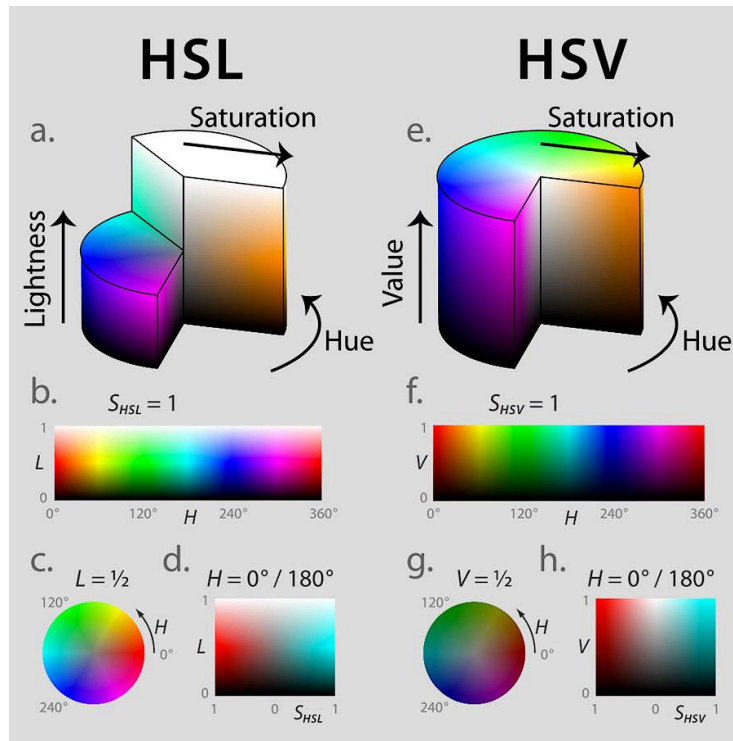 HSL
HSV
a.
Saturation
Lightness
Hue
e.
Saturation
Value
Hue
b.
S_HSL = 1
1
L
0
0°
120°
H
240°
360°
f.
S_HSV = 1
1
V
0
0°
120°
H
240°
360°
c.
L = ½
120°
H
0°
240°
d.
H = 0° / 180°
1
L
0
1
0
S_HSL
1
g.
V = ½
120°
H
0°
240°
h.
H = 0° / 180°
1
V
0
1
0
S_HSV
1